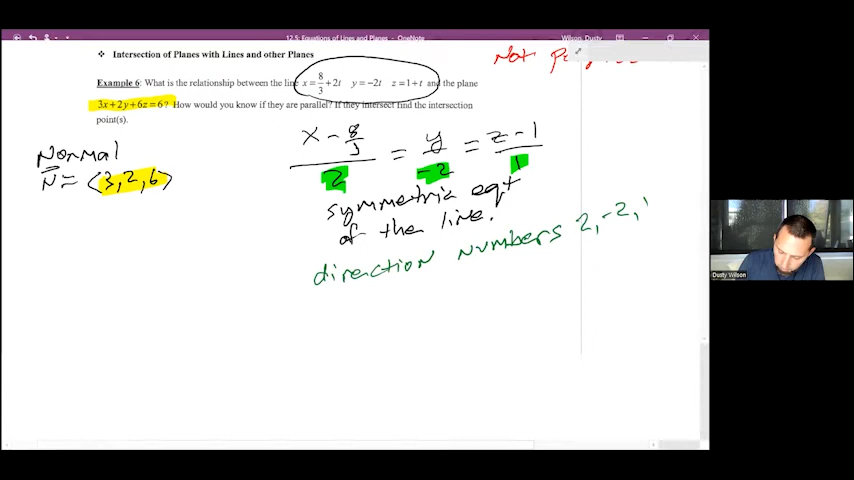 12.5: Equations of Lines and Planes - OneNote
Wilson, Dusty
❖ Intersection of Planes with Lines and other Planes
Not
Example 6: What is the relationship between the line x = 8/3 + 2t y = −2t z = 1 + t and the plane
3x + 2y + 6z = 6? How would you know if they are parallel? If they intersect find the intersection
point(s).
Normal
N = ⟨3, 2, 6⟩
(x − 8/3)/2 = y/−2 = (z − 1)/1
symmetric eqt
of the line.
direction numbers 2, -2, 1
Dusty Wilson